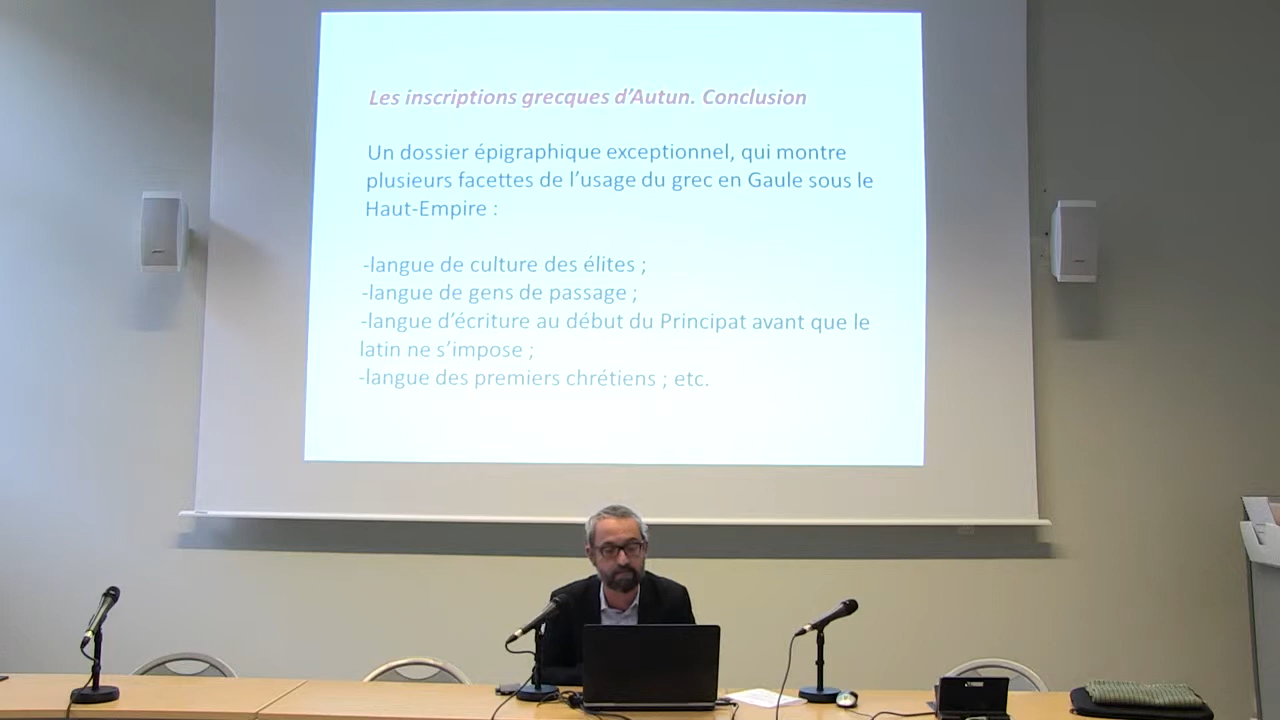 Les inscriptions grecques d'Autun. Conclusion
Un dossier épigraphique exceptionnel, qui montre
plusieurs facettes de l'usage du grec en Gaule sous le
Haut-Empire :
-langue de culture des élites ;
-langue de gens de passage ;
-langue d'écriture au début du Principat avant que le
latin ne s'impose ;
-langue des premiers chrétiens ; etc.